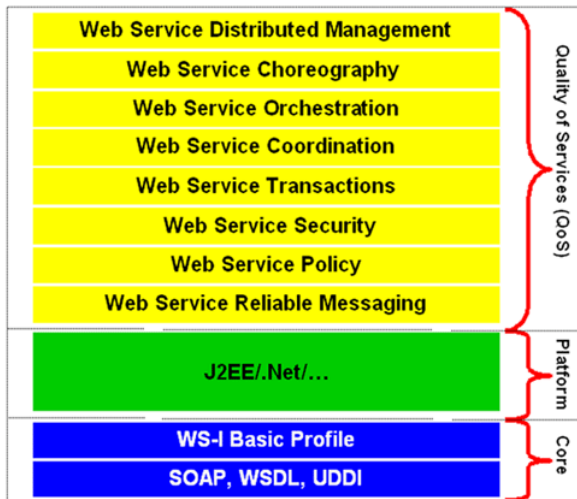 Web Service Distributed Management
Web Service Choreography
Web Service Orchestration
Web Service Coordination
Web Service Transactions
Web Service Security
Web Service Policy
Web Service Reliable Messaging
Quality of Services (QoS)
J2EE/.Net/...
Platform
WS-I Basic Profile
SOAP, WSDL, UDDI
Core